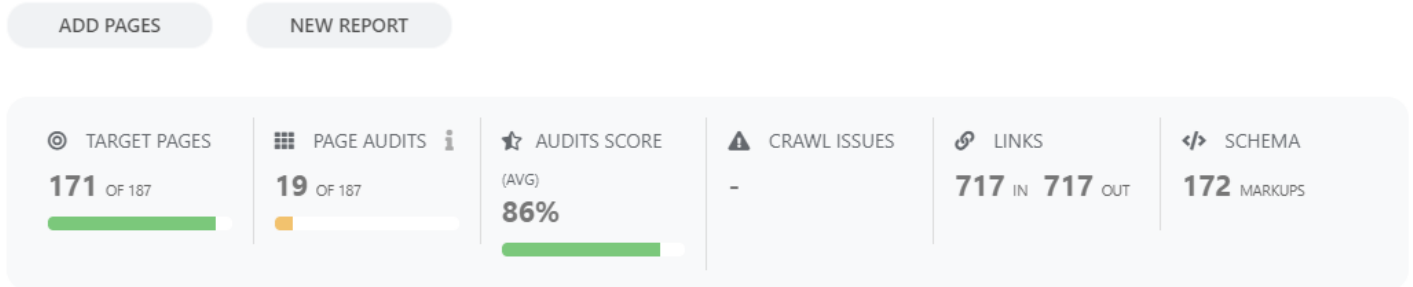 ADD PAGES
NEW REPORT
TARGET PAGES
171 OF 187
PAGE AUDITS
19 OF 187
AUDITS SCORE
(AVG)
86%
CRAWL ISSUES
-
LINKS
717 IN 717 OUT
SCHEMA
172 MARKUPS